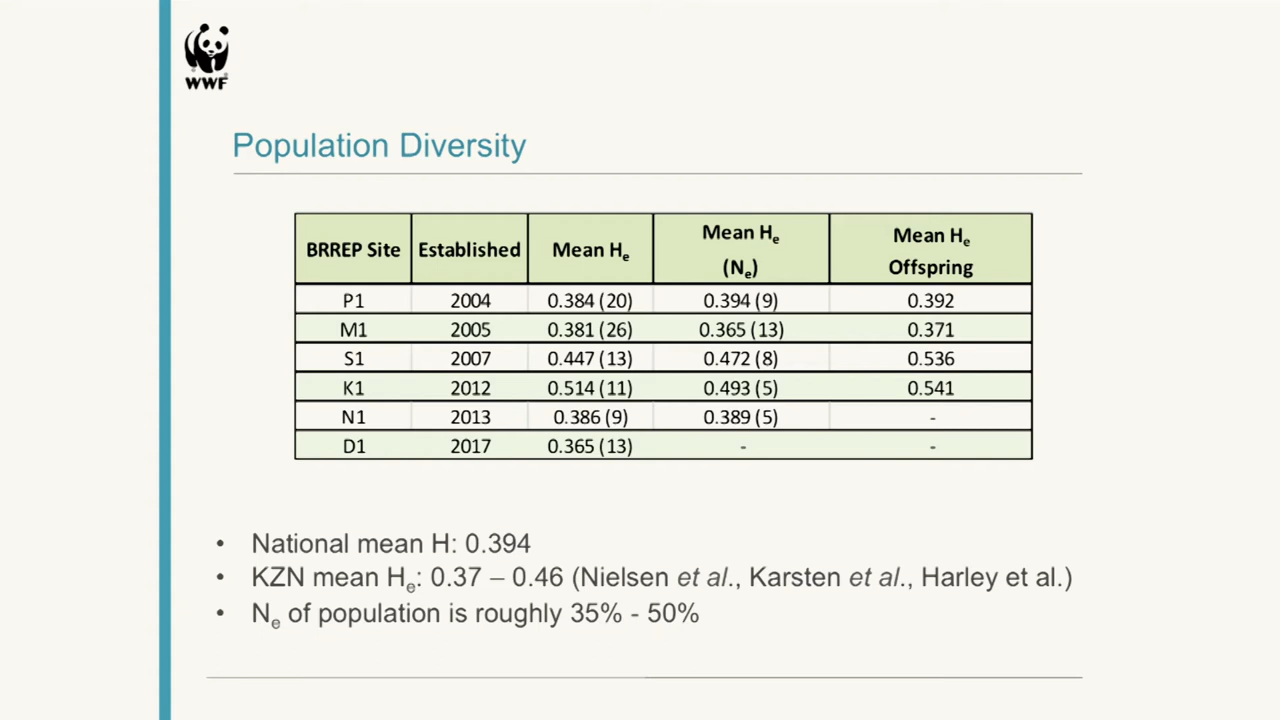 WWF
Population Diversity
BRREP Site Established Mean He Mean He (Ne) Mean He Offspring
P1 2004 0.384 (20) 0.394 (9) 0.392
M1 2005 0.381 (26) 0.365 (13) 0.371
S1 2007 0.447 (13) 0.472 (8) 0.536
K1 2012 0.514 (11) 0.493 (5) 0.541
N1 2013 0.386 (9) 0.389 (5) -
D1 2017 0.365 (13) - -
• National mean H: 0.394
• KZN mean He: 0.37 – 0.46 (Nielsen et al., Karsten et al., Harley et al.)
• Ne of population is roughly 35% - 50%